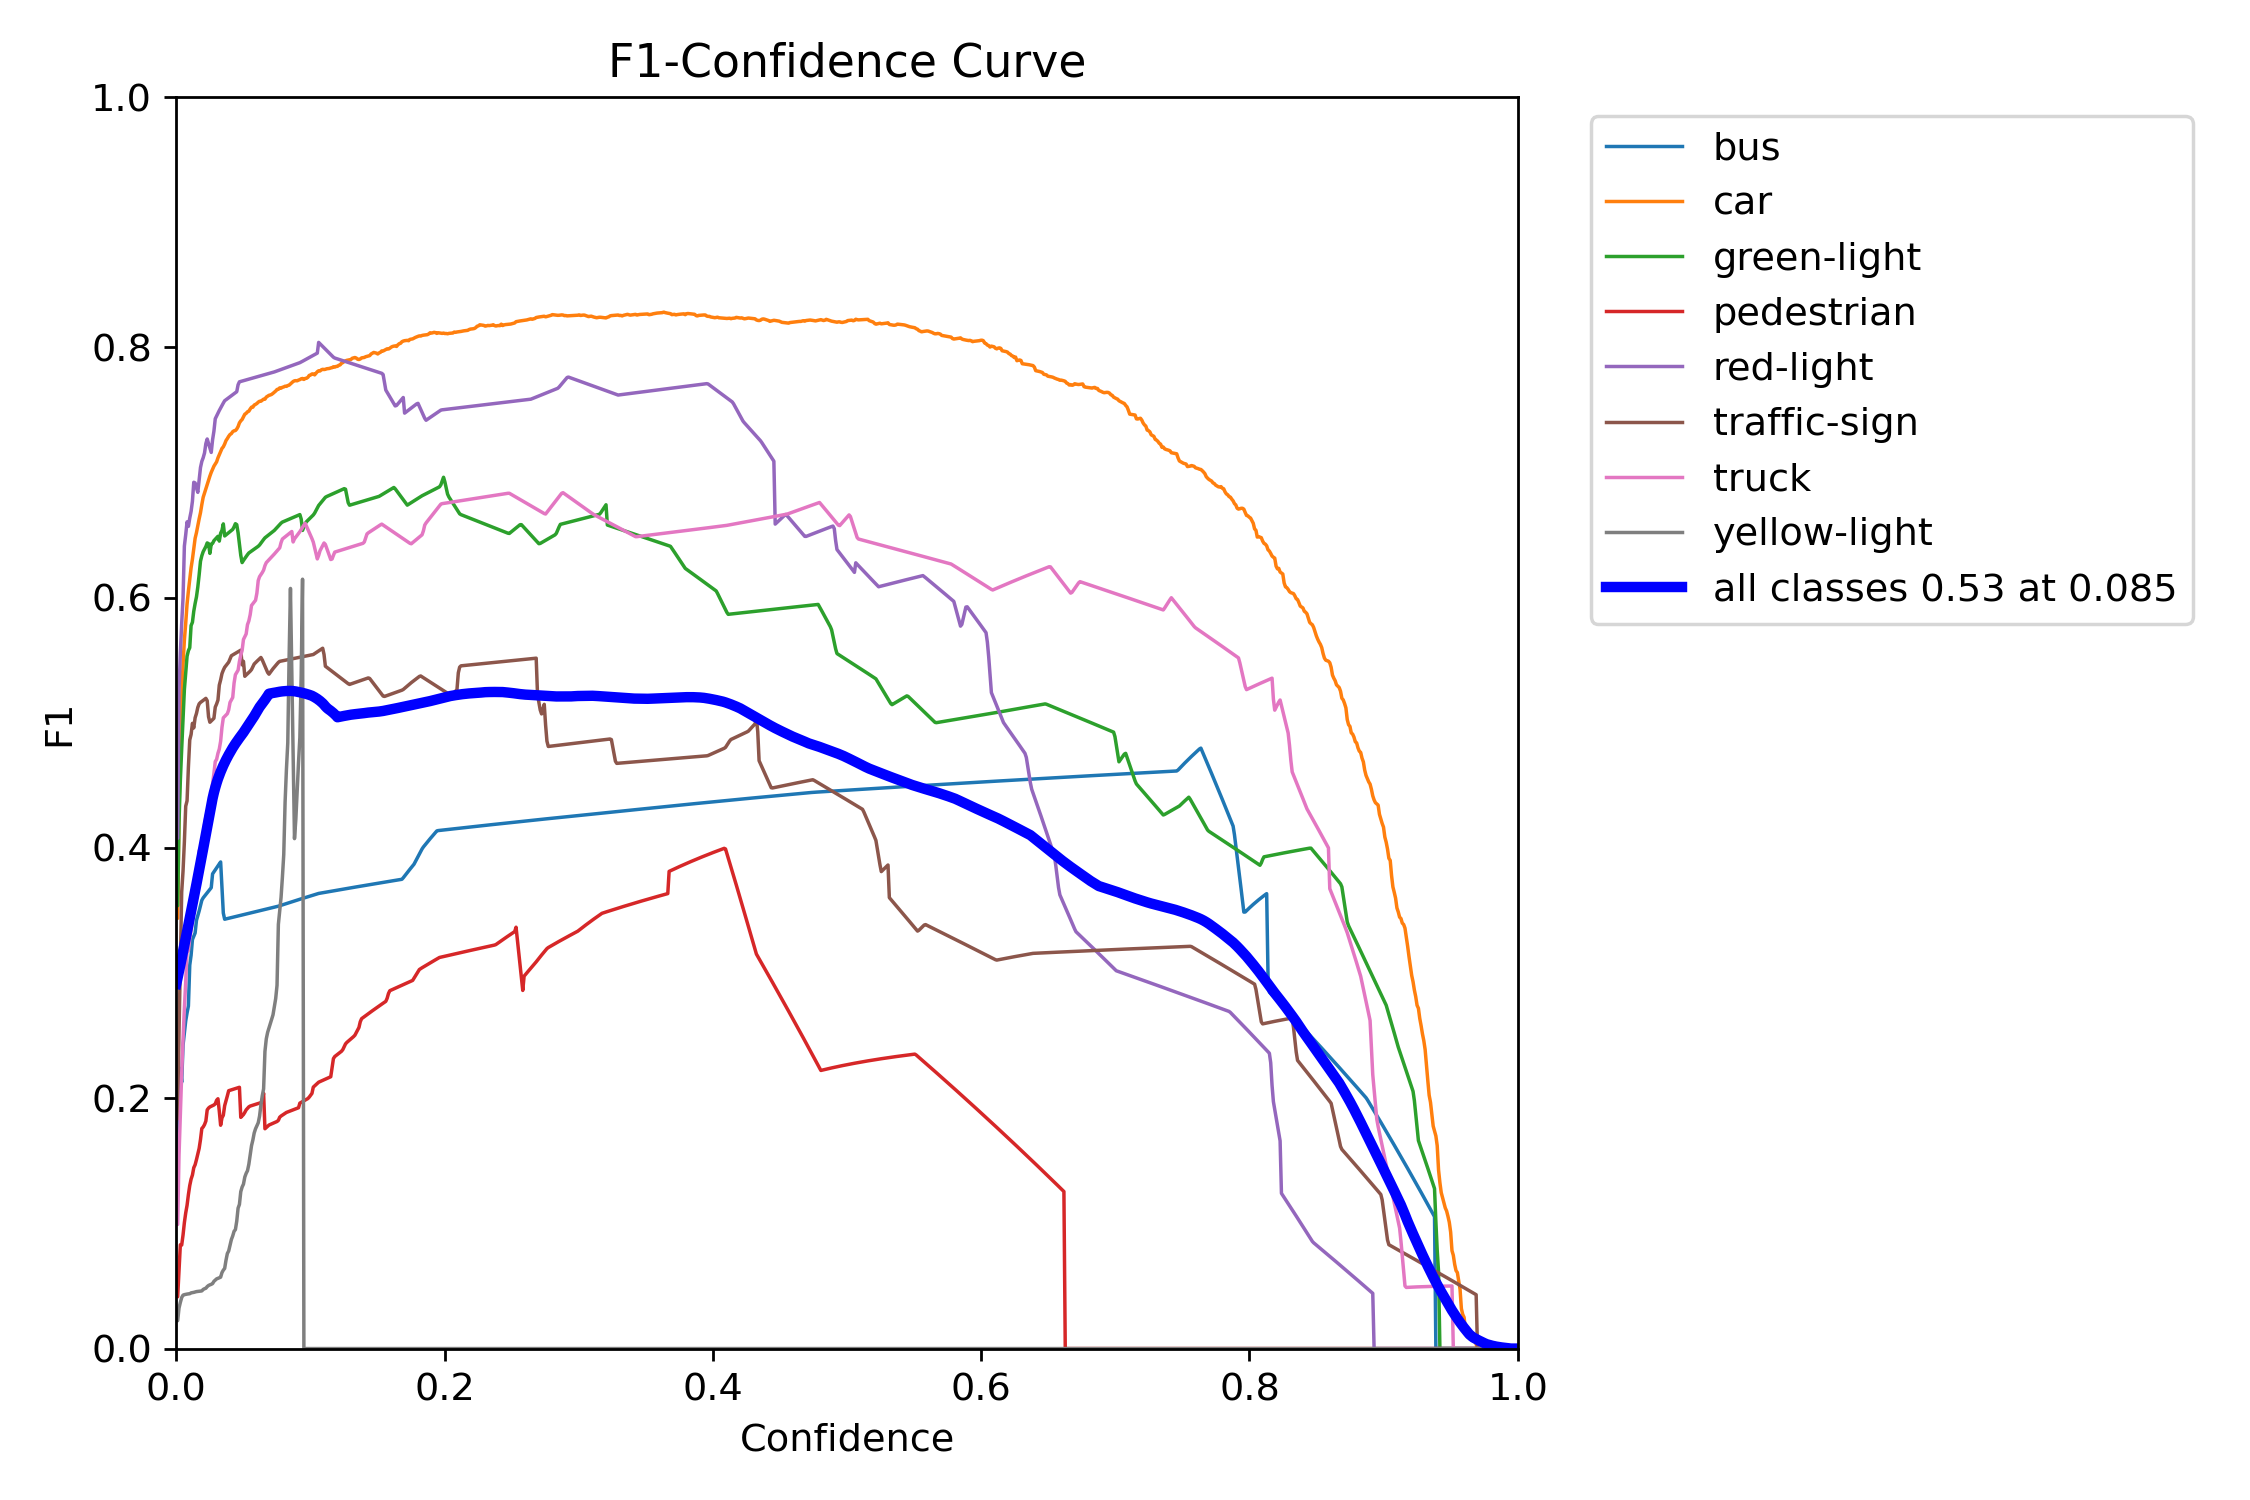 F1-Confidence Curve
1.0
0.8
0.6
0.4
0.2
0.0
F1
0.0 0.2 0.4 0.6 0.8 1.0
Confidence
bus
car
green-light
pedestrian
red-light
traffic-sign
truck
yellow-light
all classes 0.53 at 0.085